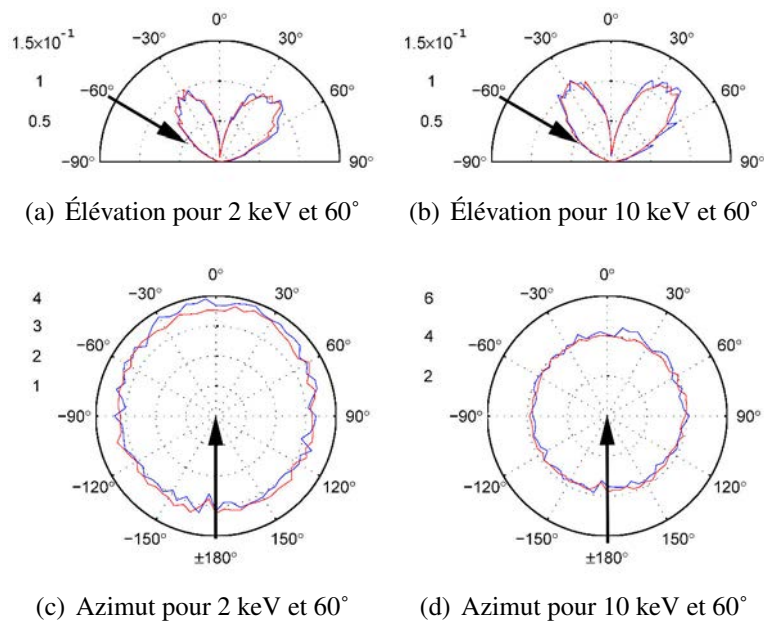 0°
−30° 30°
1.5×10⁻¹
1 −60° 60°
0.5
−90° 90°
(a) Élévation pour 2 keV et 60°
0°
−30° 30°
1.5×10⁻¹
1 −60° 60°
0.5
−90° 90°
(b) Élévation pour 10 keV et 60°
0°
4 −30° 30°
3
2 −60° 60°
1
−90° 90°
−120° 120°
−150° 150°
±180°
(c) Azimut pour 2 keV et 60°
0°
6 −30° 30°
4
−60° 60°
2
−90° 90°
−120° 120°
−150° 150°
±180°
(d) Azimut pour 10 keV et 60°